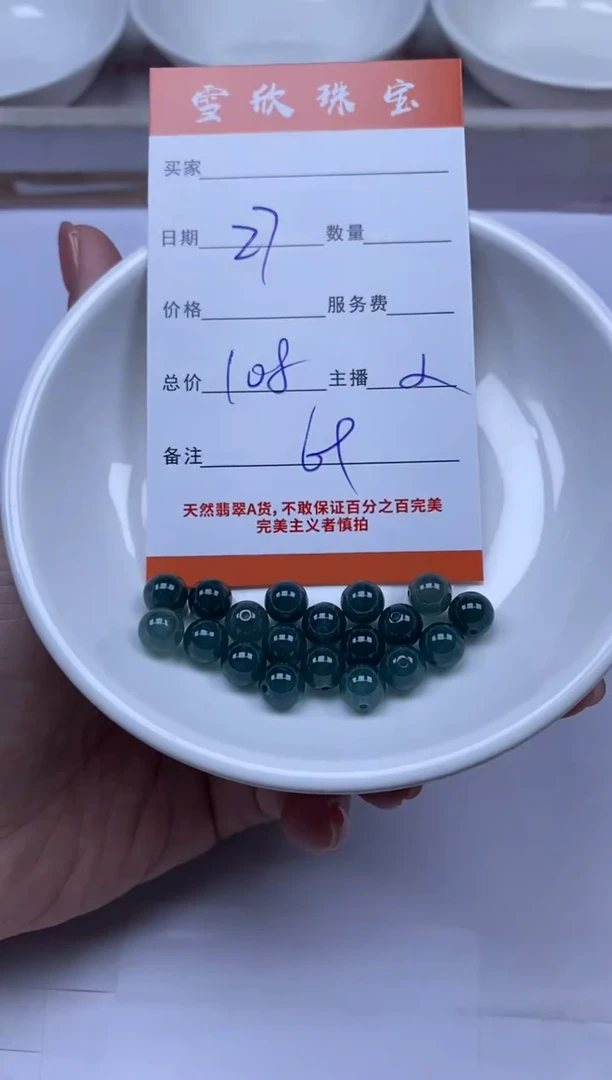 雪欣珠宝
买家
日期 27 数量
价格 服务费
总价 108 主播
备注
天然翡翠A货,不敢保证百分之百完美
完美主义者慎拍